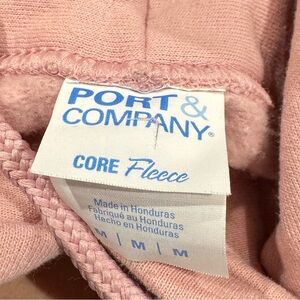 PORT &
COMPANY®
CORE Fleece
Made in Honduras
Fabriqué au Honduras
Hecho en Honduras
M | M | M